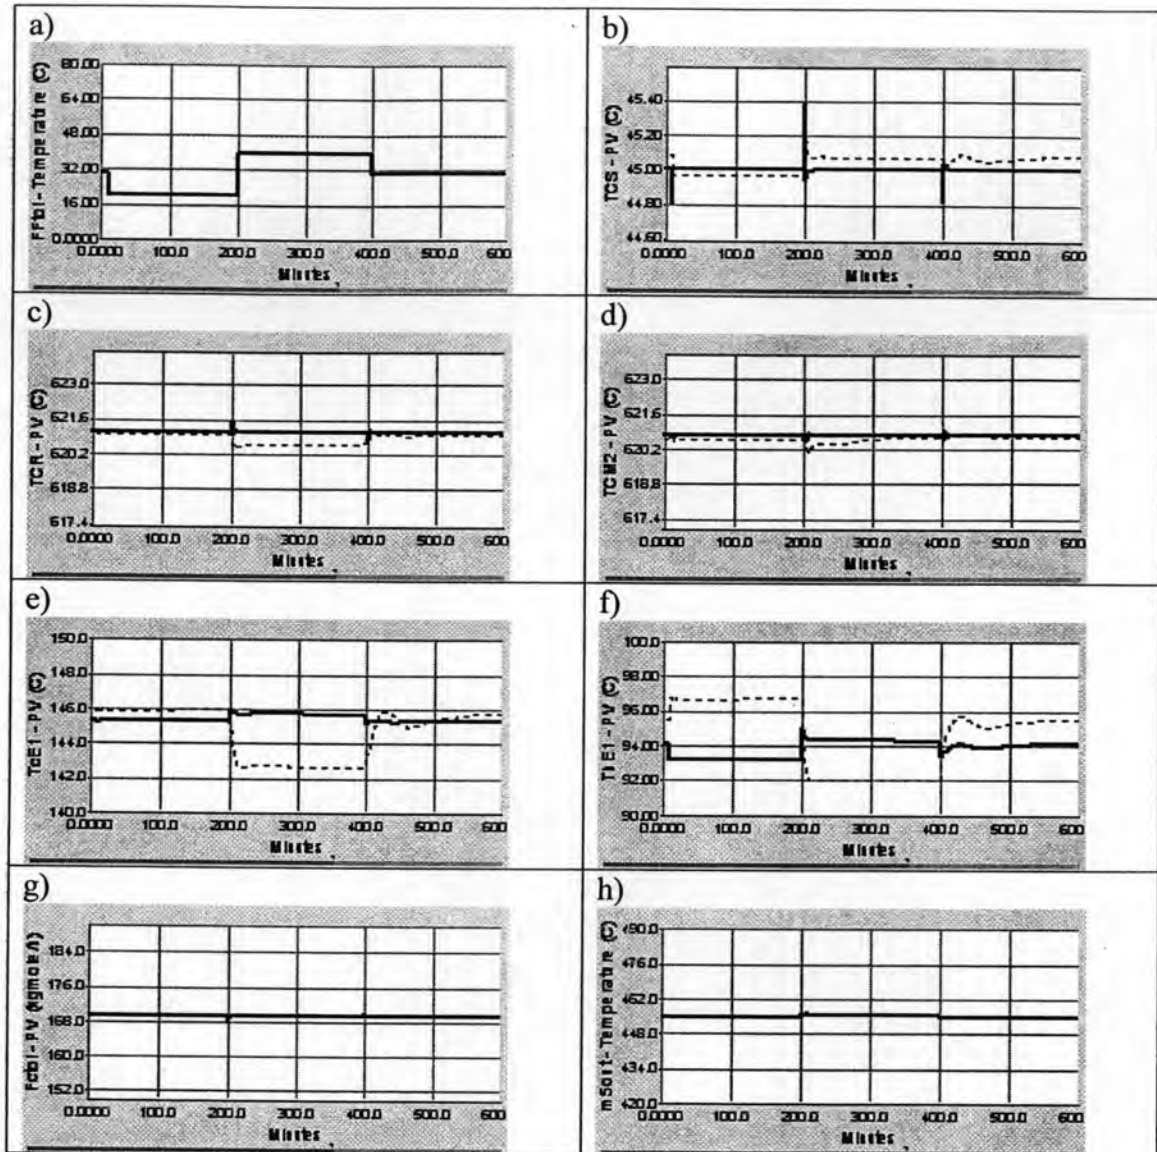 a)
Temperature (C)
80.00
64.00
48.00
32.00
16.00
0.0000
0.0000 100.0 200.0 300.0 400.0 500.0 600
Minutes
b)
TCS - PV (C)
45.40
45.20
45.00
44.80
44.60
0.0000 100.0 200.0 300.0 400.0 500.0 600
Minutes
c)
TCR - PV (C)
623.0
621.6
620.2
618.8
617.4
0.0000 100.0 200.0 300.0 400.0 500.0 600
Minutes
d)
TCM2 - PV (C)
623.0
621.6
620.2
618.8
617.4
0.0000 100.0 200.0 300.0 400.0 500.0 600
Minutes
e)
TcE1 - PV (C)
150.0
148.0
146.0
144.0
142.0
140.0
0.0000 100.0 200.0 300.0 400.0 500.0 600
Minutes
f)
PV (C)
100.0
98.00
96.00
94.00
92.00
90.00
0.0000 100.0 200.0 300.0 400.0 500.0 600
Minutes
g)
PV (kgmole/h)
184.0
176.0
168.0
160.0
152.0
0.0000 100.0 200.0 300.0 400.0 500.0 600
Minutes
h)
mSout - Temperature (C)
490.0
476.0
462.0
448.0
434.0
420.0
0.0000 100.0 200.0 300.0 400.0 500.0 600
Minutes